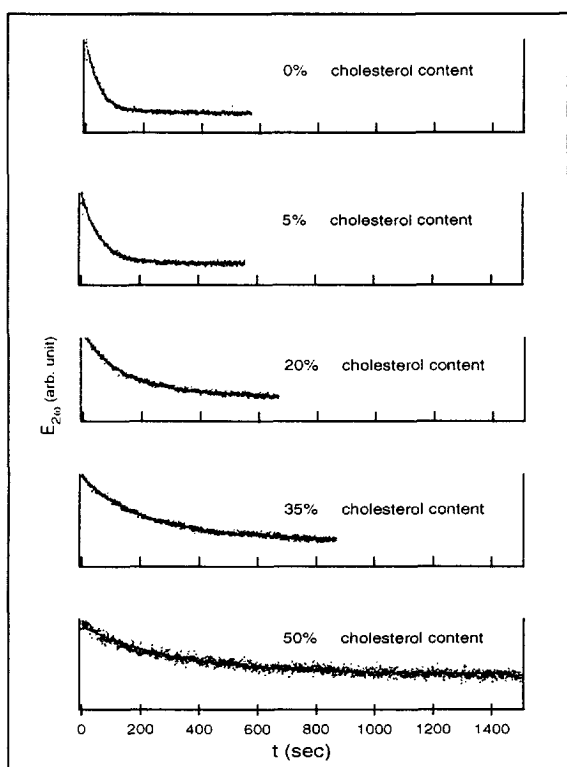 0% cholesterol content
5% cholesterol content
E2ω (arb. unit)
20% cholesterol content
35% cholesterol content
50% cholesterol content
0 200 400 600 800 1000 1200 1400
t (sec)